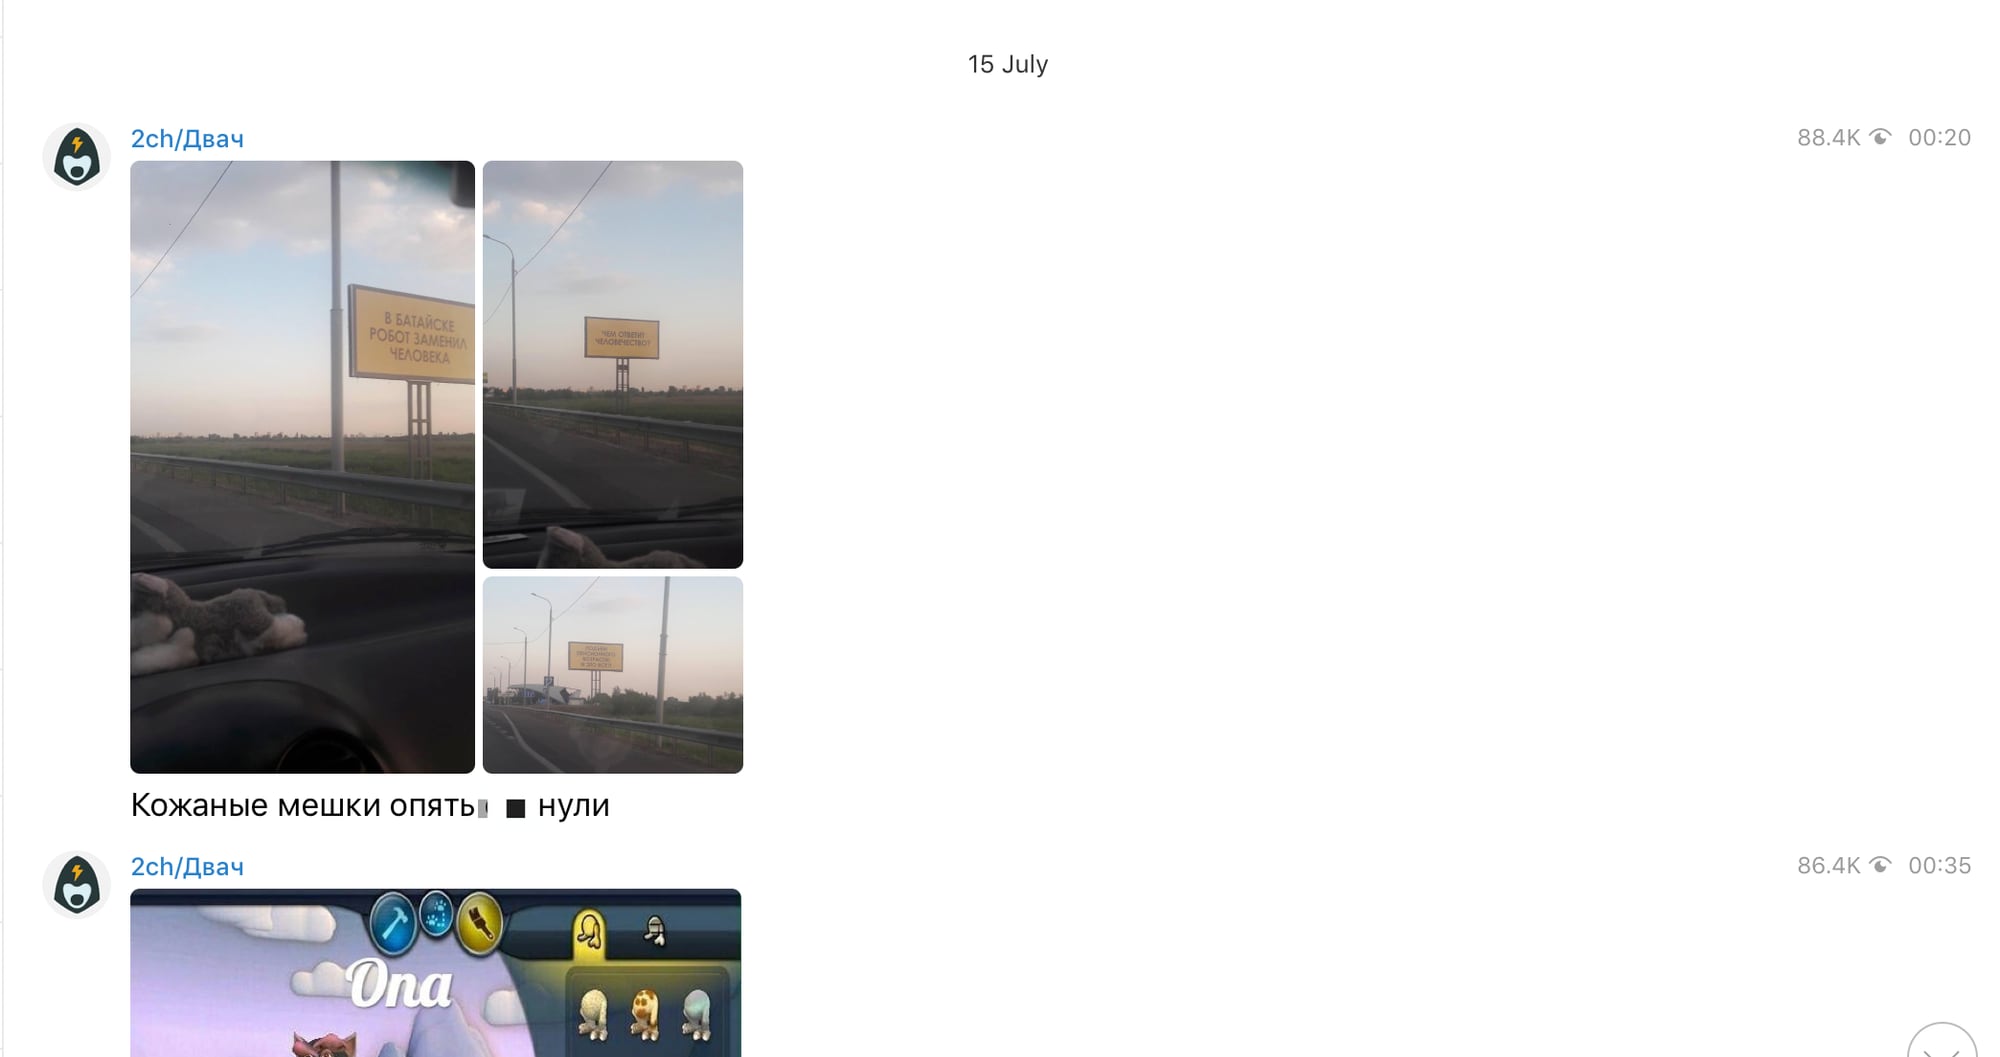 15 July
2ch/Двач
88.4K 00:20
В БАТАЙСКЕ
РОБОТ ЗАМЕНИЛ
ЧЕЛОВЕКА
ЧЕМ ОТВЕТИТ
ЧЕЛОВЕЧЕСТВО?
Кожаные мешки опять нули
2ch/Двач
86.4K 00:35
Опа